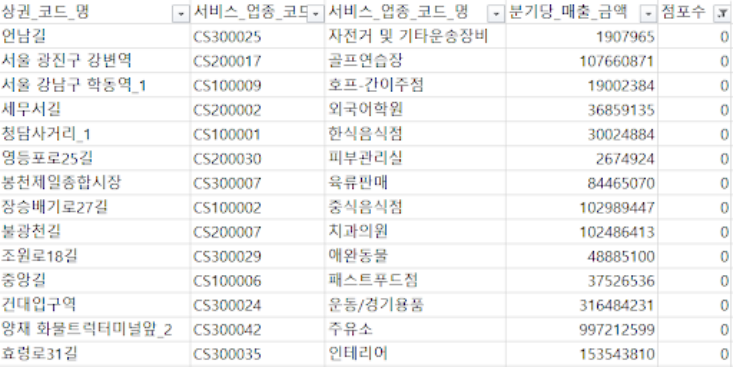 상권_코드_명 서비스_업종_코드 서비스_업종_코드_명 분기당_매출_금액 점포수
언남길 CS300025 자전거 및 기타운송장비 1907965 0
서울 광진구 강변역 CS200017 골프연습장 107660871 0
서울 강남구 학동역_1 CS100009 호프-간이주점 19002384 0
세무서길 CS200002 외국어학원 36859135 0
청담사거리_1 CS100001 한식음식점 30024884 0
영등포로25길 CS200030 피부관리실 2674924 0
봉천제일종합시장 CS300007 육류판매 84465070 0
장승배기로27길 CS100002 중식음식점 102989447 0
불광천길 CS200007 치과의원 102486413 0
조원로18길 CS300029 애완동물 48885100 0
중앙길 CS100006 패스트푸드점 37526536 0
건대입구역 CS300024 운동/경기용품 316484231 0
양재 화물트럭터미널앞_2 CS300042 주유소 997212599 0
효령로31길 CS300035 인테리어 153543810 0